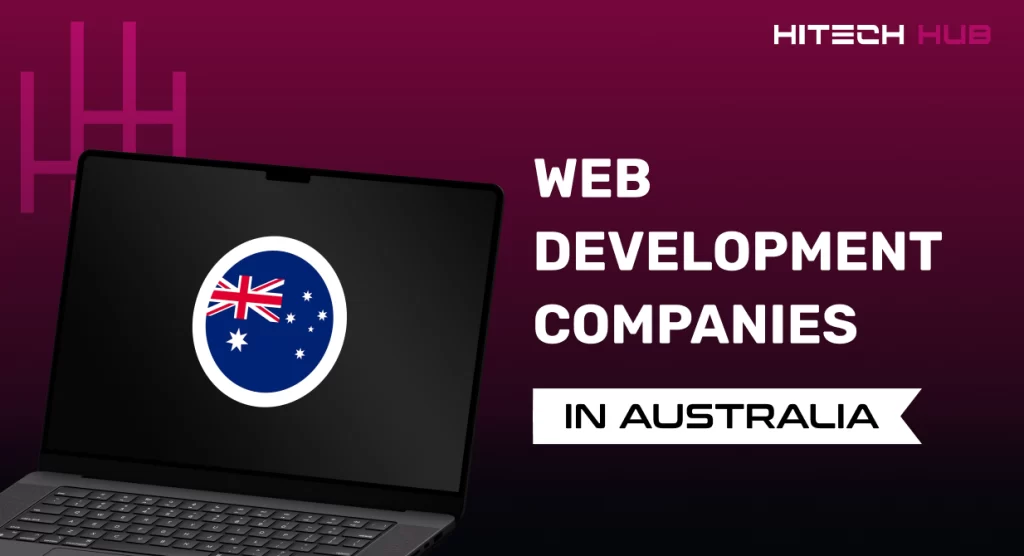 HITECH HUB
WEB
DEVELOPMENT
COMPANIES
IN AUSTRALIA